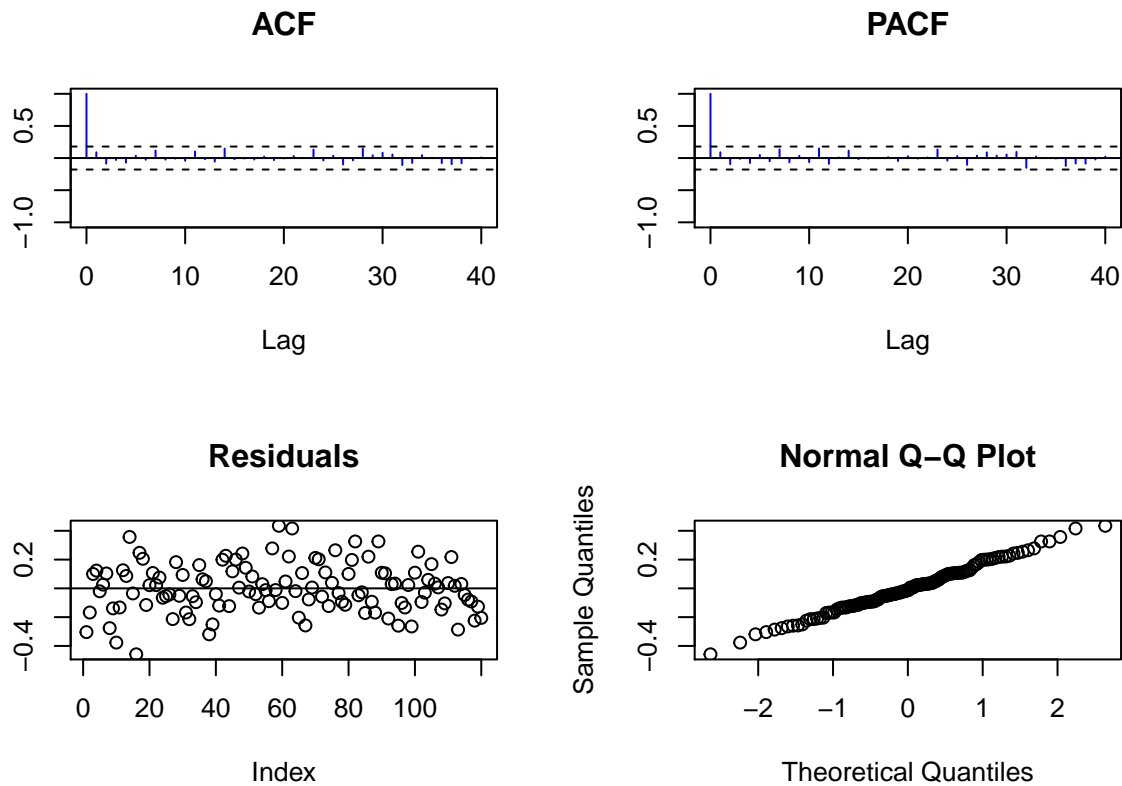 ACF
0.5
−1.0
0 10 20 30 40
Lag
PACF
0.5
−1.0
0 10 20 30 40
Lag
Residuals
0.2
−0.4
0 20 40 60 80 100
Index
Normal Q−Q Plot
Sample Quantiles
0.2
−0.4
−2 −1 0 1 2
Theoretical Quantiles